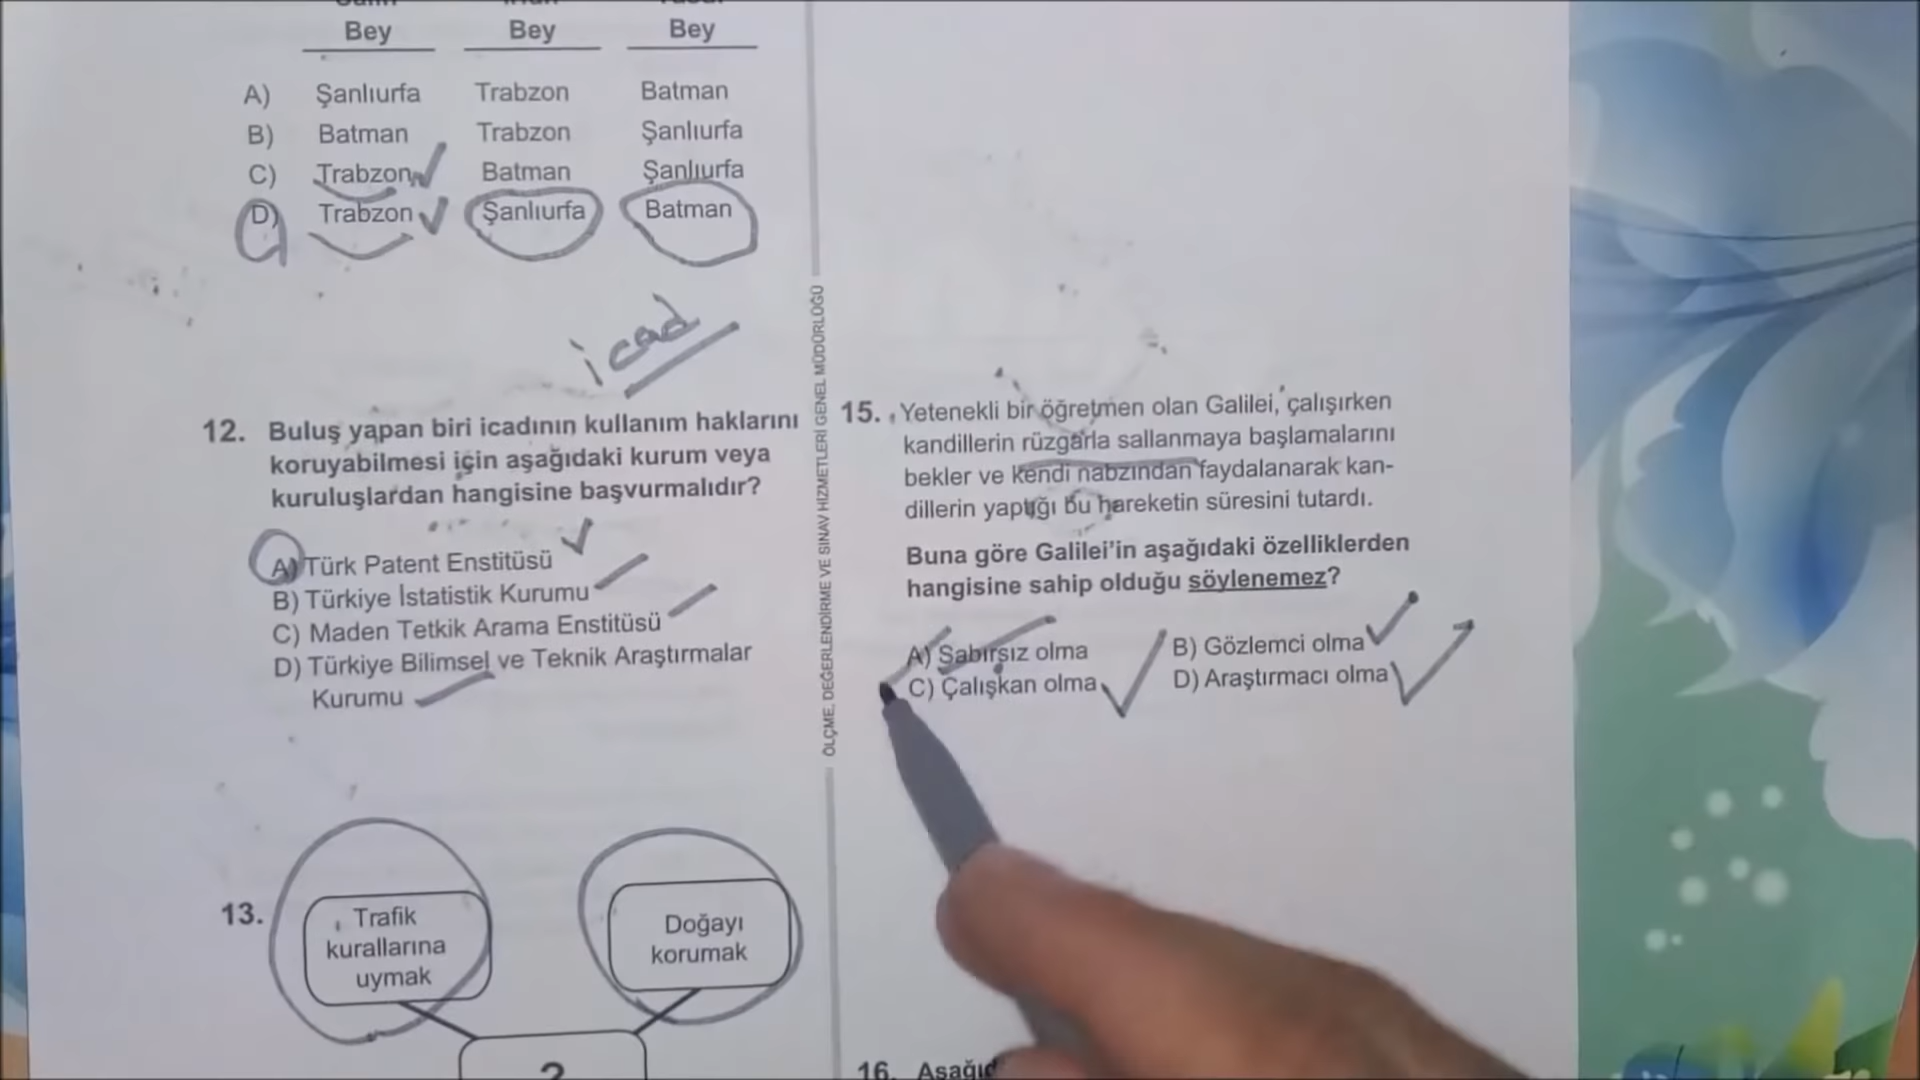 Bey Bey Bey
A) Şanlıurfa Trabzon Batman
B) Batman Trabzon Şanlıurfa
C) Trabzon Batman Şanlıurfa
D) Trabzon Şanlıurfa Batman
icad
12. Buluş yapan biri icadının kullanım haklarını
koruyabilmesi için aşağıdaki kurum veya
kuruluşlardan hangisine başvurmalıdır?
A) Türk Patent Enstitüsü
B) Türkiye İstatistik Kurumu
C) Maden Tetkik Arama Enstitüsü
D) Türkiye Bilimsel ve Teknik Araştırmalar
Kurumu
13. Trafik
kurallarına
uymak
Doğayı
korumak
?
ÖLÇME, DEĞERLENDİRME VE SINAV HİZMETLERİ GENEL MÜDÜRLÜĞÜ
15. Yetenekli bir öğretmen olan Galilei, çalışırken
kandillerin rüzgarla sallanmaya başlamalarını
bekler ve kendi nabzından faydalanarak kan-
dillerin yaptığı bu hareketin süresini tutardı.
Buna göre Galilei'in aşağıdaki özelliklerden
hangisine sahip olduğu söylenemez?
A) Sabırsız olma B) Gözlemci olma
C) Çalışkan olma D) Araştırmacı olma
16.